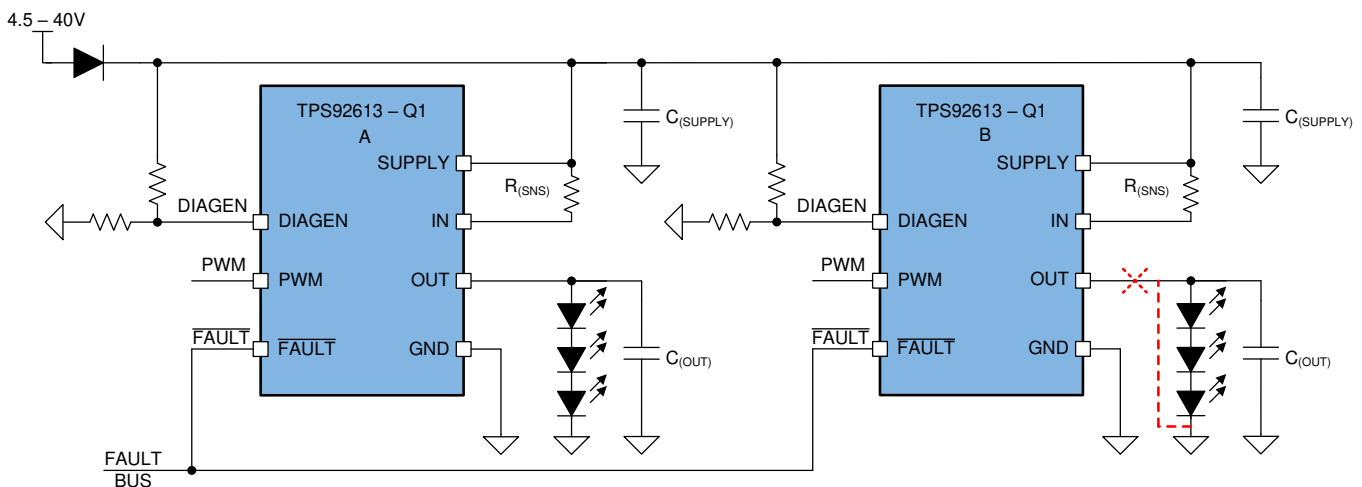 4.5 – 40V
TPS92613 – Q1
A
SUPPLY
R(SNS)
IN
DIAGEN
DIAGEN
PWM
PWM
OUT
FAULT
FAULT
GND
C(SUPPLY)
C(OUT)
TPS92613 – Q1
B
SUPPLY
R(SNS)
IN
DIAGEN
DIAGEN
PWM
PWM
OUT
FAULT
FAULT
GND
C(SUPPLY)
C(OUT)
FAULT
BUS